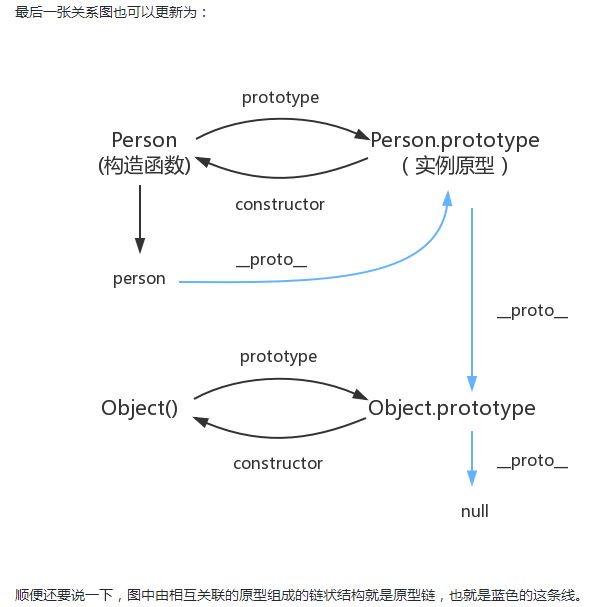 最后一张关系图也可以更新为：
prototype
Person
(构造函数)
Person.prototype
（实例原型）
constructor
person
__proto__
__proto__
prototype
Object()
Object.prototype
constructor
__proto__
null
顺便还要说一下，图中由相互关联的原型组成的链状结构就是原型链，也就是蓝色的这条线。